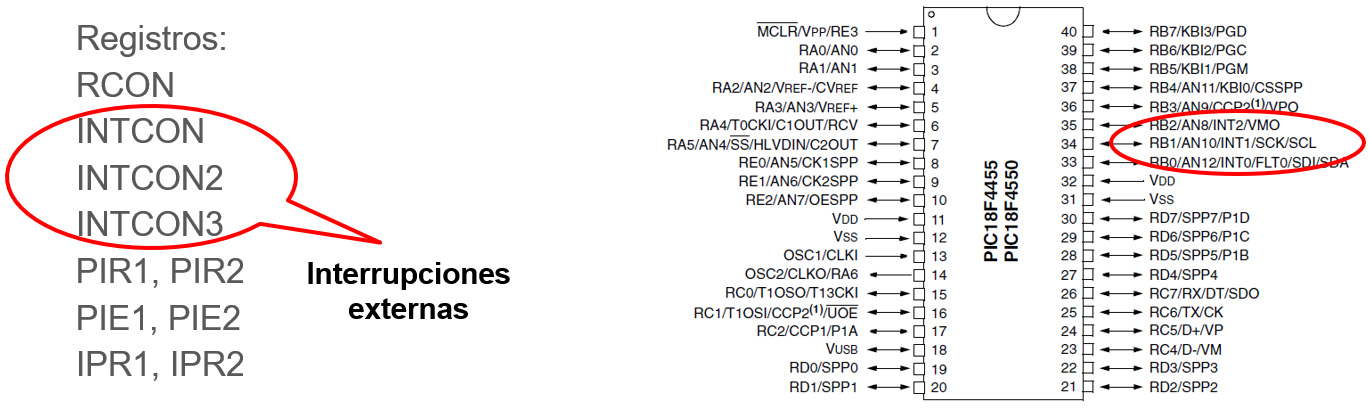 Registros:
RCON
INTCON
INTCON2
INTCON3
PIR1, PIR2
PIE1, PIE2
IPR1, IPR2
Interrupciones
externas
MCLR/VPP/RE3 1
RA0/AN0 2
RA1/AN1 3
RA2/AN2/VREF-/CVREF 4
RA3/AN3/VREF+ 5
RA4/T0CKI/C1OUT/RCV 6
RA5/AN4/SS/HLVDIN/C2OUT 7
RE0/AN5/CK1SPP 8
RE1/AN6/CK2SPP 9
RE2/AN7/OESPP 10
VDD 11
VSS 12
OSC1/CLKI 13
OSC2/CLKO/RA6 14
RC0/T1OSO/T13CKI 15
RC1/T1OSI/CCP2(1)/UOE 16
RC2/CCP1/P1A 17
VUSB 18
RD0/SPP0 19
RD1/SPP1 20
PIC18F4455
PIC18F4550
40 RB7/KBI3/PGD
39 RB6/KBI2/PGC
38 RB5/KBI1/PGM
37 RB4/AN11/KBI0/CSSPP
36 RB3/AN9/CCP2(1)/VPO
35 RB2/AN8/INT2/VMO
34 RB1/AN10/INT1/SCK/SCL
33 RB0/AN12/INT0/FLT0/SDI/SDA
32 VDD
31 VSS
30 RD7/SPP7/P1D
29 RD6/SPP6/P1C
28 RD5/SPP5/P1B
27 RD4/SPP4
26 RC7/RX/DT/SDO
25 RC6/TX/CK
24 RC5/D+/VP
23 RC4/D-/VM
22 RD3/SPP3
21 RD2/SPP2